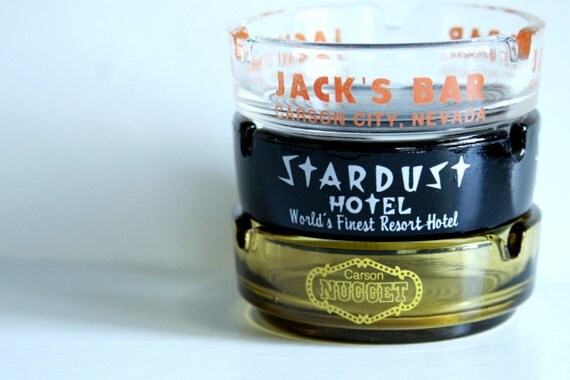 JACK'S BAR
CARSON CITY, NEVADA
STARDUST
HOTEL
World's Finest Resort Hotel
Carson
NUGGET